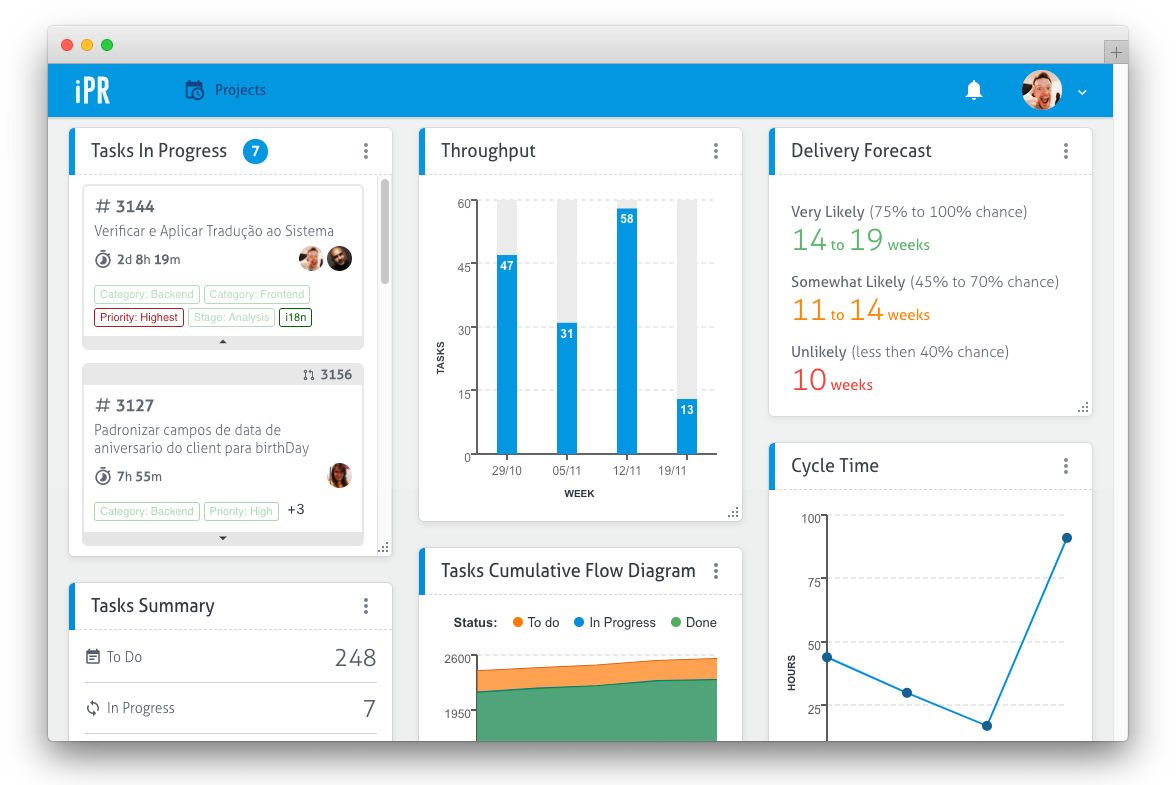 iPR
Projects
Tasks In Progress 7
# 3144
Verificar e Aplicar Tradução ao Sistema
2d 8h 19m
Category: Backend Category: Frontend
Priority: Highest Stage: Analysis i18n
3156
# 3127
Padronizar campos de data de
aniversario do client para birthDay
7h 55m
Category: Backend Priority: High +3
Tasks Summary
To Do 248
In Progress 7
Throughput
60
45
30
15
0
TASKS
47
31
58
13
29/10 05/11 12/11 19/11
WEEK
Tasks Cumulative Flow Diagram
Status: To do In Progress Done
2600
1950
Delivery Forecast
Very Likely (75% to 100% chance)
14 to 19 weeks
Somewhat Likely (45% to 70% chance)
11 to 14 weeks
Unlikely (less then 40% chance)
10 weeks
Cycle Time
100
75
50
25
HOURS